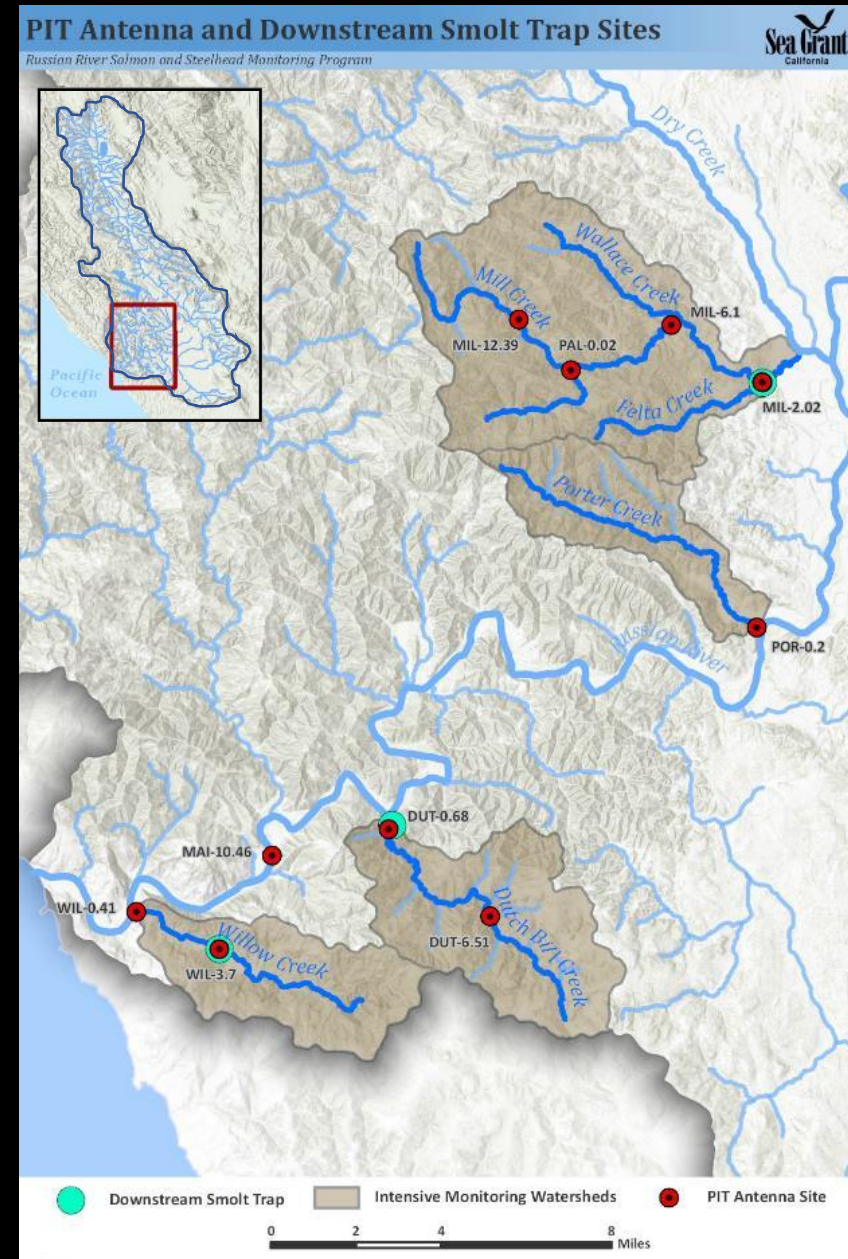 PIT Antenna and Downstream Smolt Trap Sites
Russian River Salmon and Steelhead Monitoring Program
Sea Grant
California
Pacific
Ocean
Dry Creek
Wallace Creek
Mill Creek
MIL-6.1
MIL-12.39
PAL-0.02
MIL-2.02
Felta Creek
Porter Creek
POR-0.2
Russian River
DUT-0.68
MAI-10.46
WIL-0.41
Willow Creek
WIL-3.7
DUT-6.51
Dutch Bill Creek
Downstream Smolt Trap
Intensive Monitoring Watersheds
PIT Antenna Site
0 2 4 8
Miles